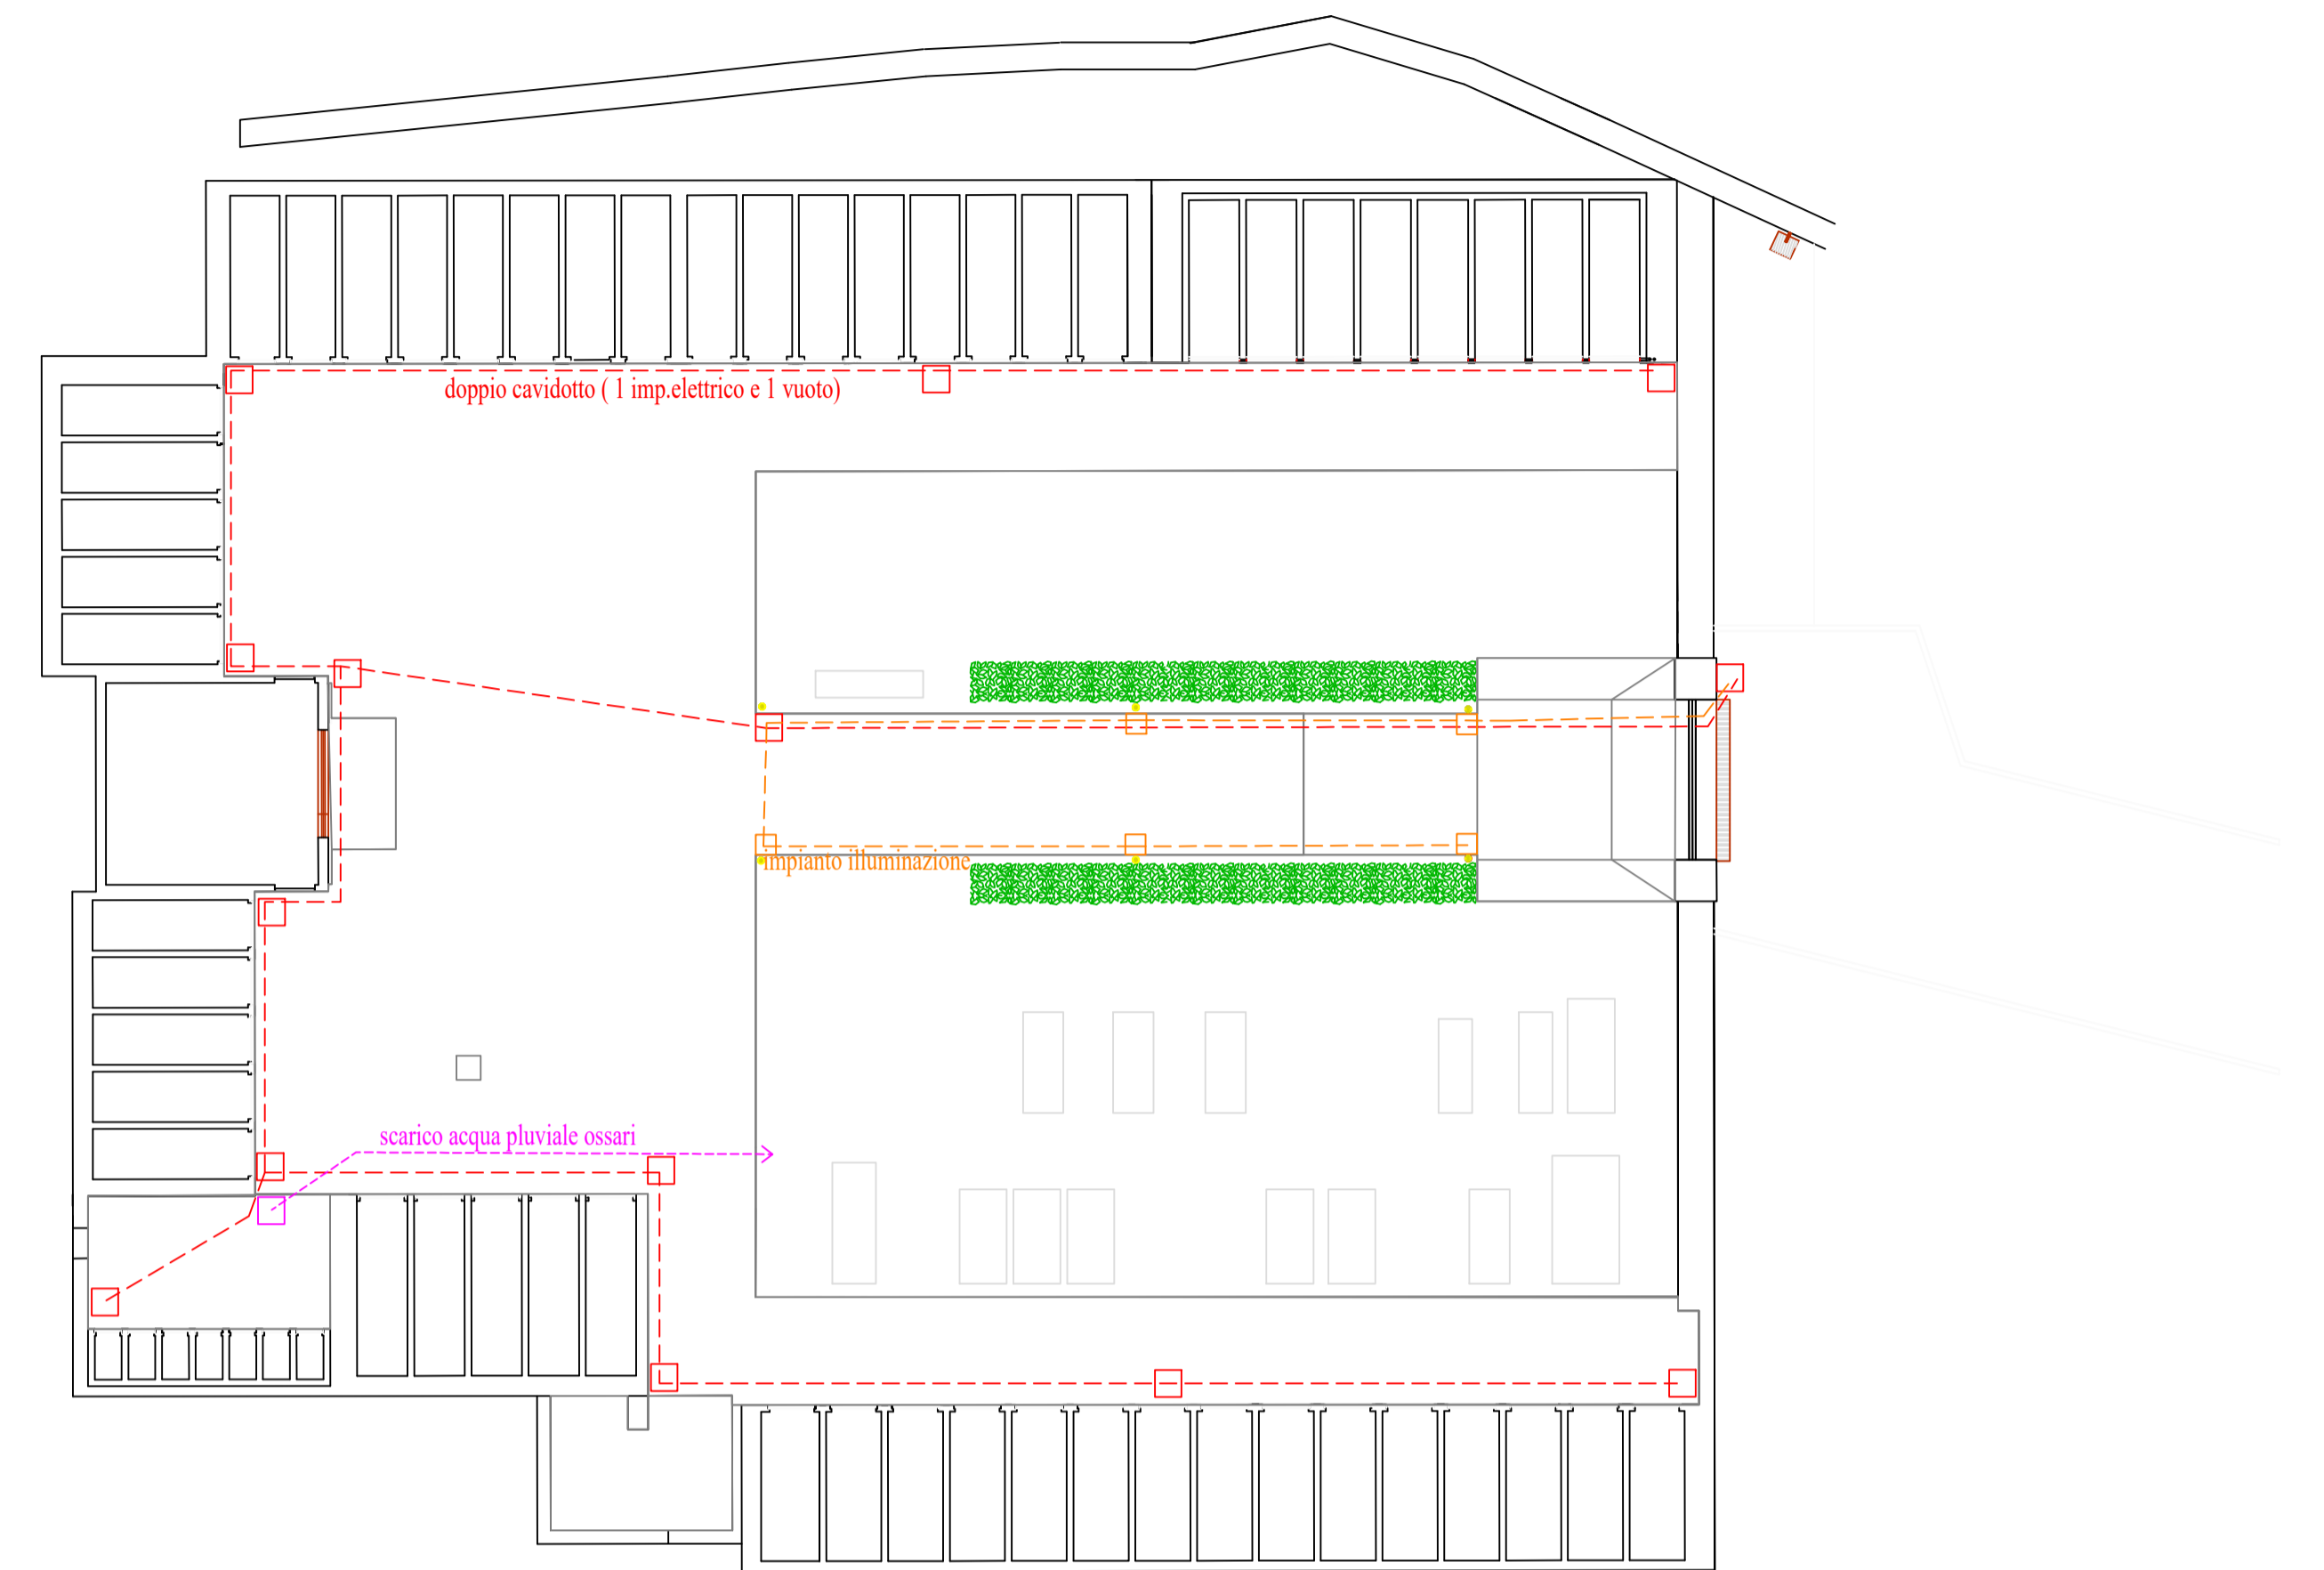 doppio cavidotto ( 1 imp.elettrico e 1 vuoto)
impianto illuminazione
scarico acqua pluviale ossari